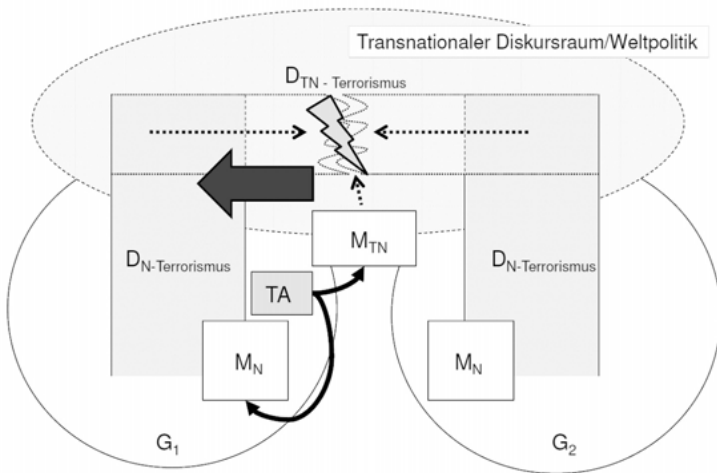 Transnationaler Diskursraum/Weltpolitik
D_TN - Terrorismus
M_TN
D_N-Terrorismus
D_N-Terrorismus
TA
M_N
M_N
G_1
G_2